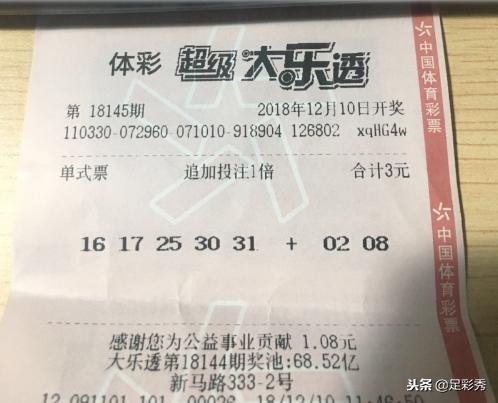 体彩 超级大乐透
第 18145期 2018年12月10日开奖
110330-072960-071010-918904 126802 xqHG4w
单式票 追加投注1倍 合计3元
16 17 25 30 31 + 02 08
感谢您为公益事业贡献 1.08元
大乐透第18144期奖池:68.52亿
新马路333-2号
中国体育彩票
中国体育彩票
头条 @足彩秀